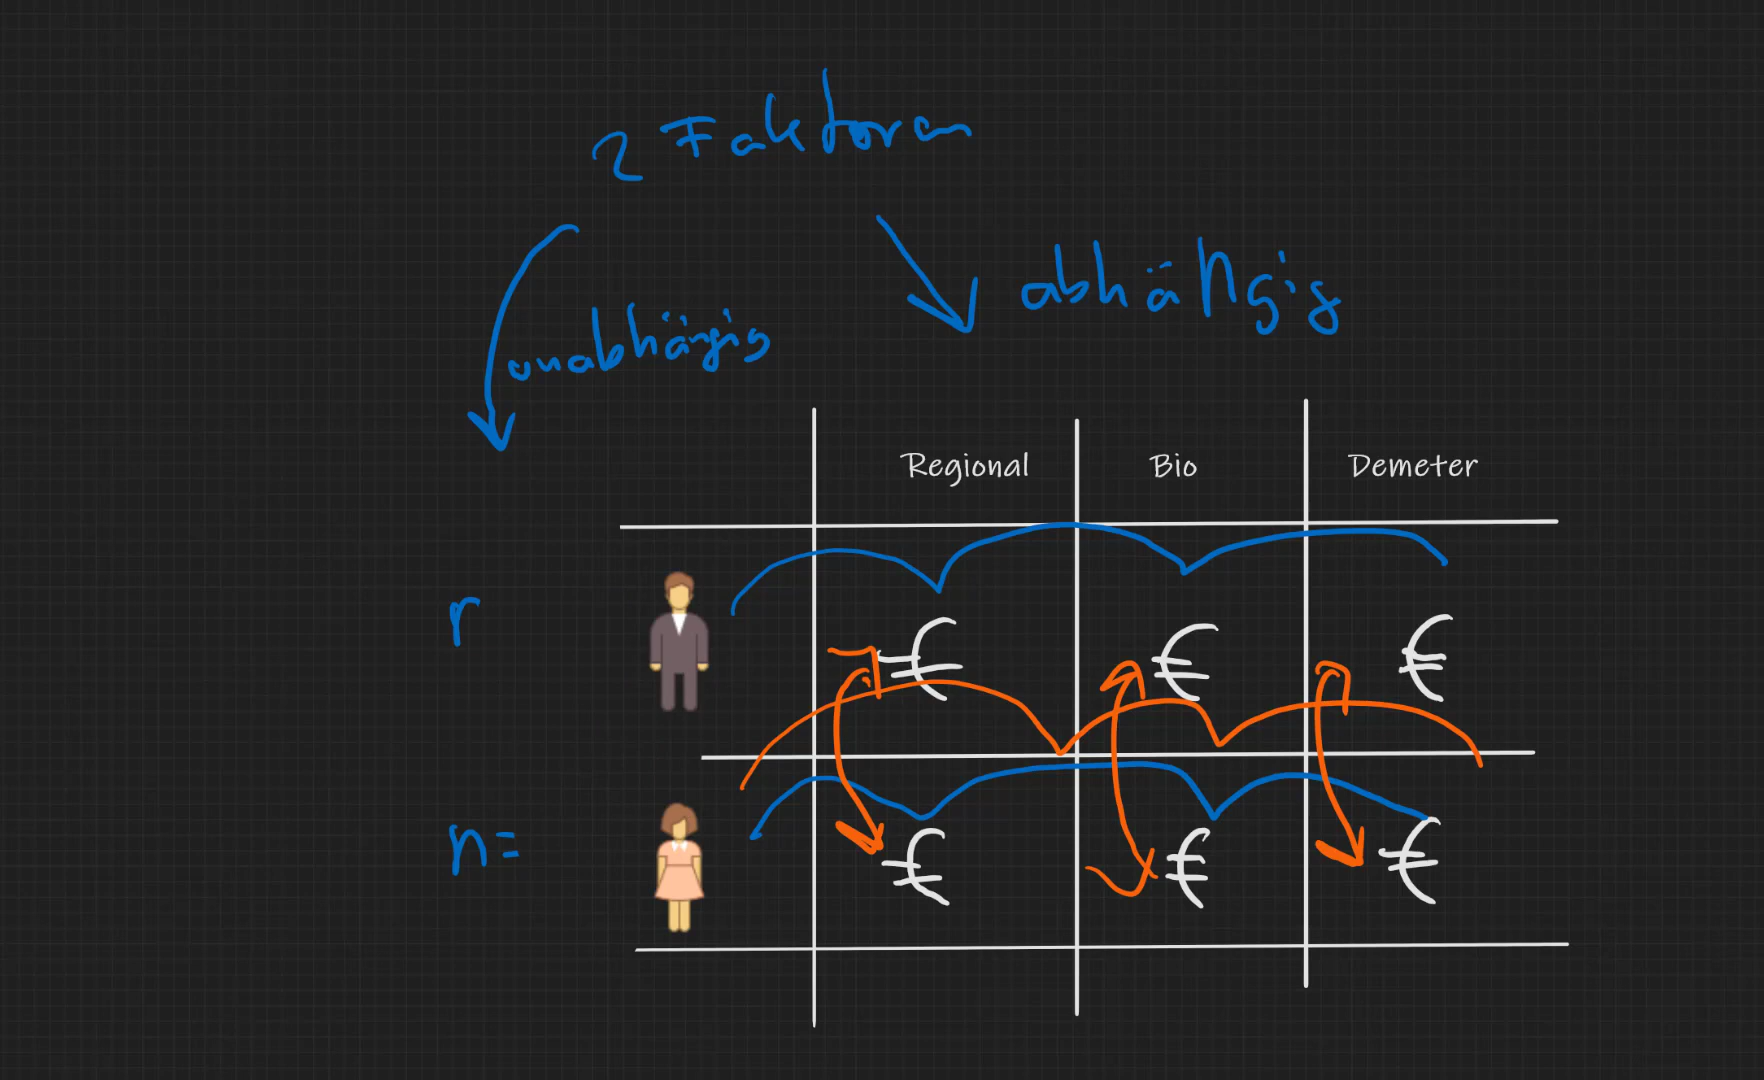 2 Faktoren
abhängig
unabhängig
Regional Bio Demeter
r
€ € €
n=
€ € €